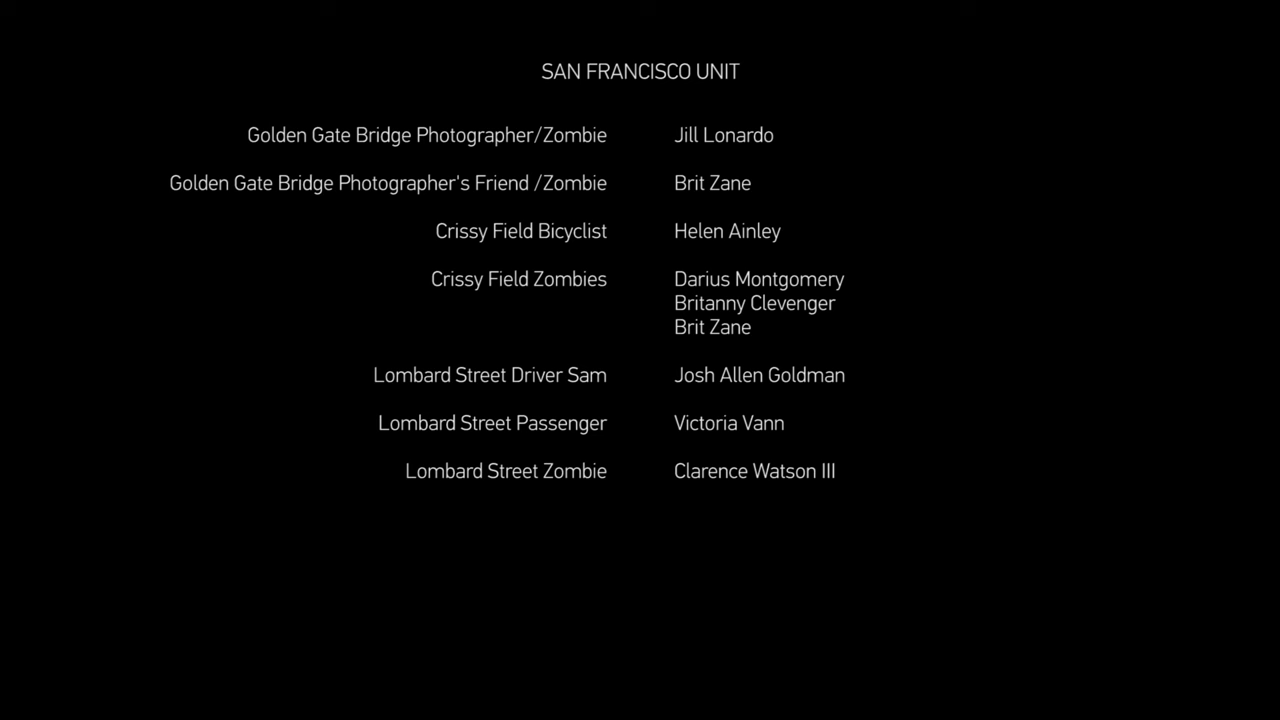 SAN FRANCISCO UNIT
Golden Gate Bridge Photographer/Zombie Jill Lonardo
Golden Gate Bridge Photographer's Friend /Zombie Brit Zane
Crissy Field Bicyclist Helen Ainley
Crissy Field Zombies Darius Montgomery
Britanny Clevenger
Brit Zane
Lombard Street Driver Sam Josh Allen Goldman
Lombard Street Passenger Victoria Vann
Lombard Street Zombie Clarence Watson III